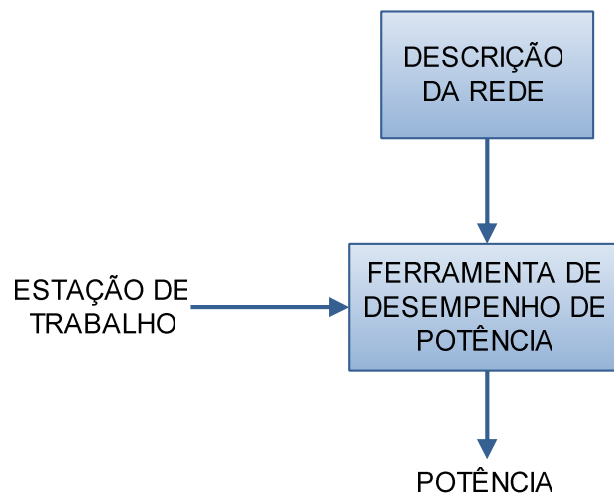 DESCRIÇÃO
DA REDE
ESTAÇÃO DE
TRABALHO
FERRAMENTA DE
DESEMPENHO DE
POTÊNCIA
POTÊNCIA